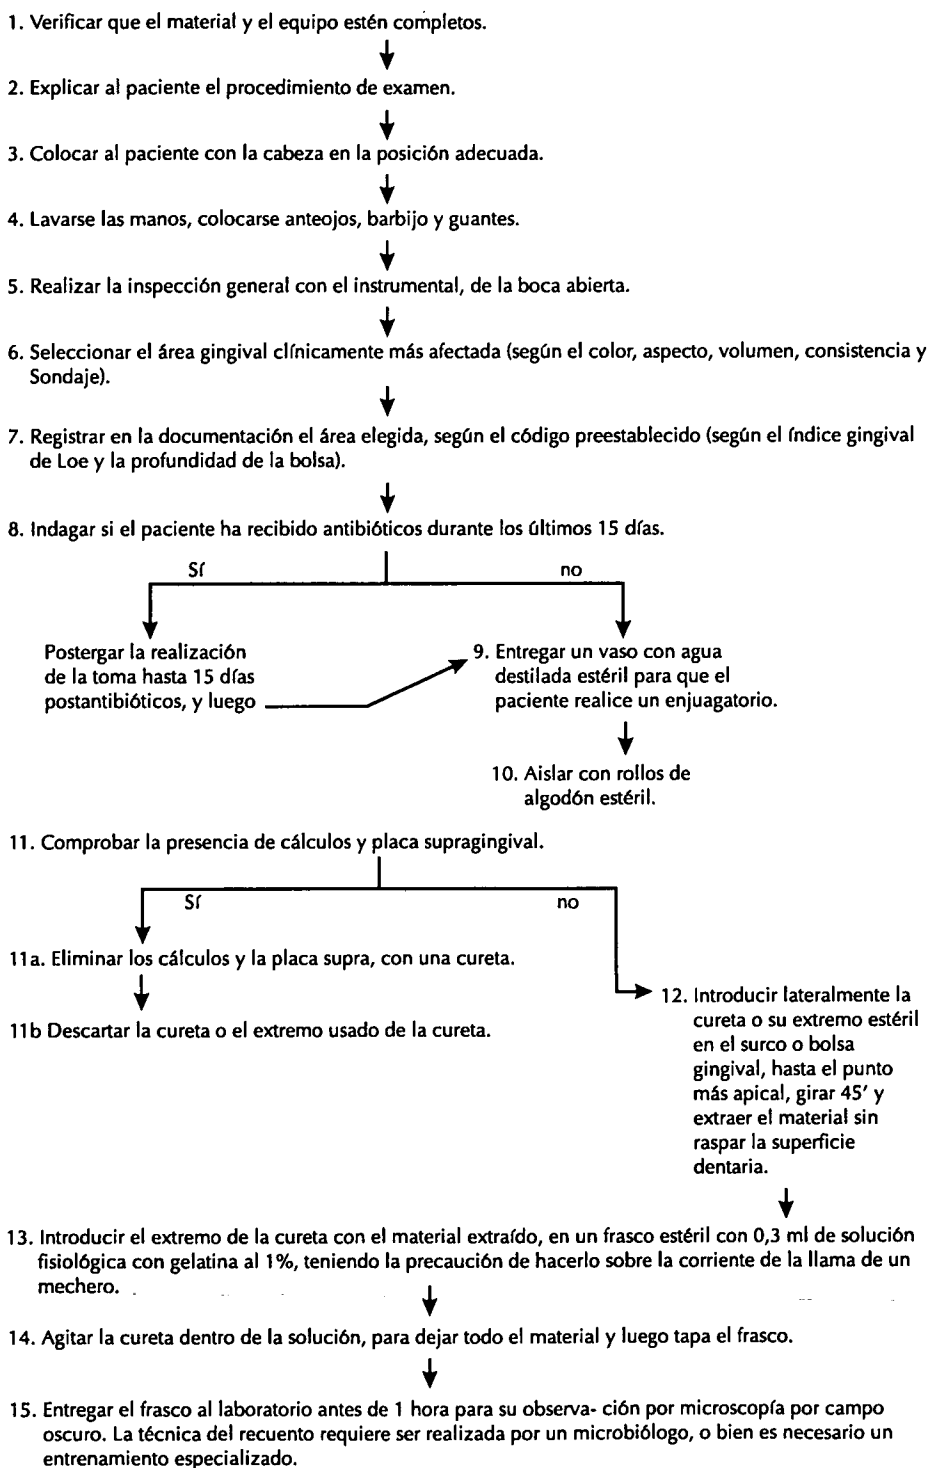 1. Verificar que el material y el equipo estén completos.
2. Explicar al paciente el procedimiento de examen.
3. Colocar al paciente con la cabeza en la posición adecuada.
4. Lavarse las manos, colocarse anteojos, barbijo y guantes.
5. Realizar la inspección general con el instrumental, de la boca abierta.
6. Seleccionar el área gingival clínicamente más afectada (según el color, aspecto, volumen, consistencia y
Sondaje).
7. Registrar en la documentación el área elegida, según el código preestablecido (según el índice gingival
de Loe y la profundidad de la bolsa).
8. Indagar si el paciente ha recibido antibióticos durante los últimos 15 días.
Sí
no
Postergar la realización
de la toma hasta 15 días
postantibióticos, y luego
9. Entregar un vaso con agua
destilada estéril para que el
paciente realice un enjuagatorio.
10. Aislar con rollos de
algodón estéril.
11. Comprobar la presencia de cálculos y placa supragingival.
Sí
no
11a. Eliminar los cálculos y la placa supra, con una cureta.
11b Descartar la cureta o el extremo usado de la cureta.
12. Introducir lateralmente la
cureta o su extremo estéril
en el surco o bolsa
gingival, hasta el punto
más apical, girar 45′ y
extraer el material sin
raspar la superficie
dentaria.
13. Introducir el extremo de la cureta con el material extraído, en un frasco estéril con 0,3 ml de solución
fisiológica con gelatina al 1%, teniendo la precaución de hacerlo sobre la corriente de la llama de un
mechero.
14. Agitar la cureta dentro de la solución, para dejar todo el material y luego tapa el frasco.
15. Entregar el frasco al laboratorio antes de 1 hora para su observa- ción por microscopía por campo
oscuro. La técnica del recuento requiere ser realizada por un microbiólogo, o bien es necesario un
entrenamiento especializado.